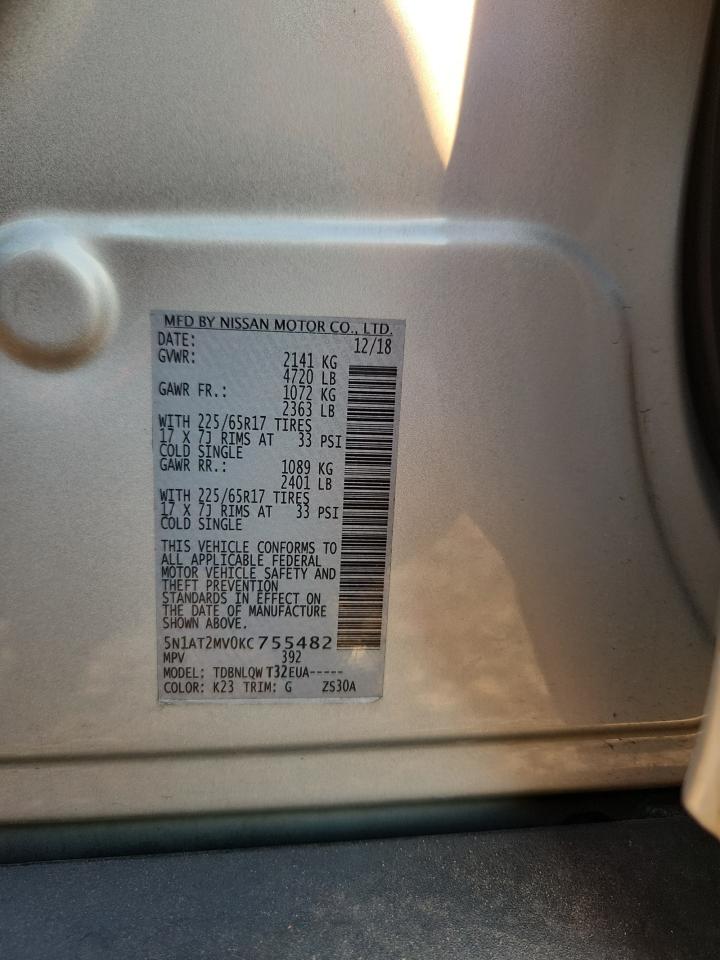 MFD BY NISSAN MOTOR CO., LTD.
DATE: 12/18
GVWR: 2141 KG
4720 LB
GAWR FR.: 1072 KG
2363 LB
WITH 225/65R17 TIRES
17 X 7J RIMS AT 33 PSI
COLD SINGLE
GAWR RR.: 1089 KG
2401 LB
WITH 225/65R17 TIRES
17 X 7J RIMS AT 33 PSI
COLD SINGLE
THIS VEHICLE CONFORMS TO
ALL APPLICABLE FEDERAL
MOTOR VEHICLE SAFETY AND
THEFT PREVENTION
STANDARDS IN EFFECT ON
THE DATE OF MANUFACTURE
SHOWN ABOVE.
5N1AT2MV0KC755482
MPV 392
MODEL: TDBNLQWT32EUA-----
COLOR: K23 TRIM: G ZS30A